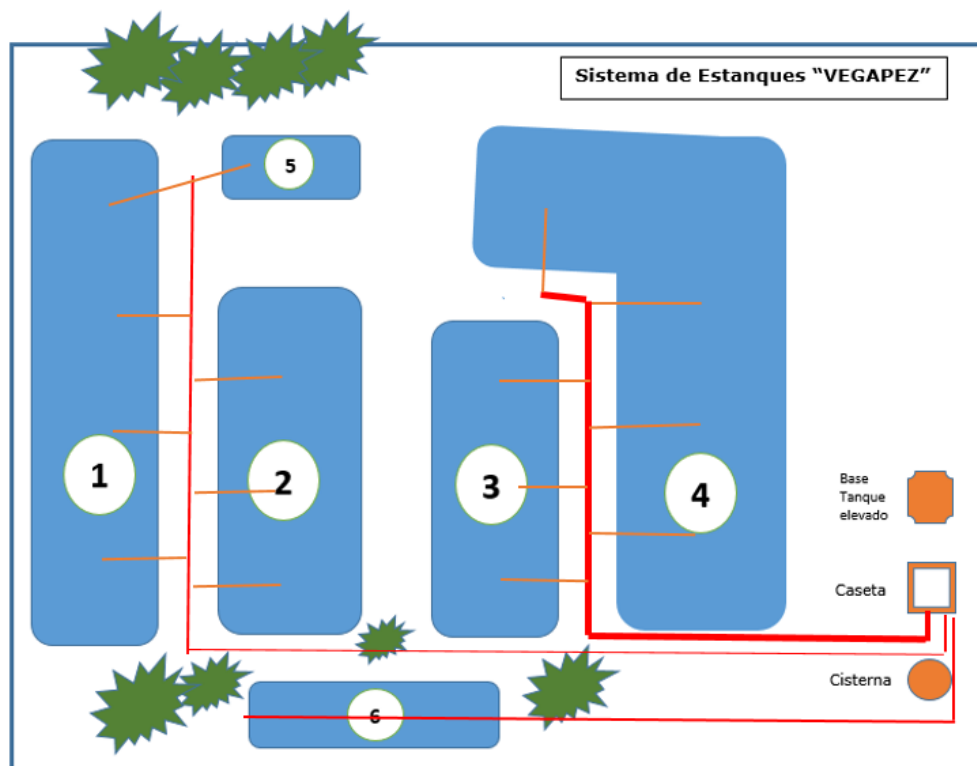 Sistema de Estanques “VEGAPEZ”
5
1
2
3
4
Base
Tanque
elevado
Caseta
Cisterna
6